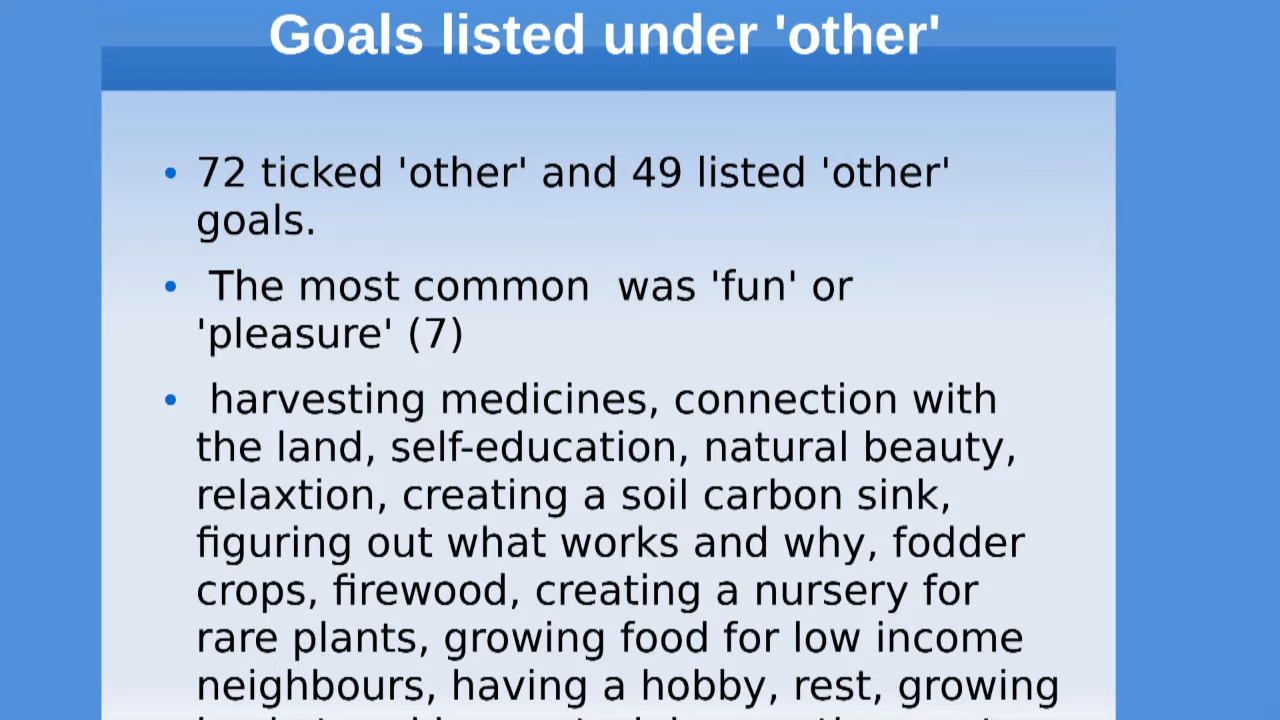 Goals listed under 'other'
• 72 ticked 'other' and 49 listed 'other'
goals.
• The most common  was 'fun' or
'pleasure' (7)
• harvesting medicines, connection with
the land, self-education, natural beauty,
relaxtion, creating a soil carbon sink,
figuring out what works and why, fodder
crops, firewood, creating a nursery for
rare plants, growing food for low income
neighbours, having a hobby, rest, growing